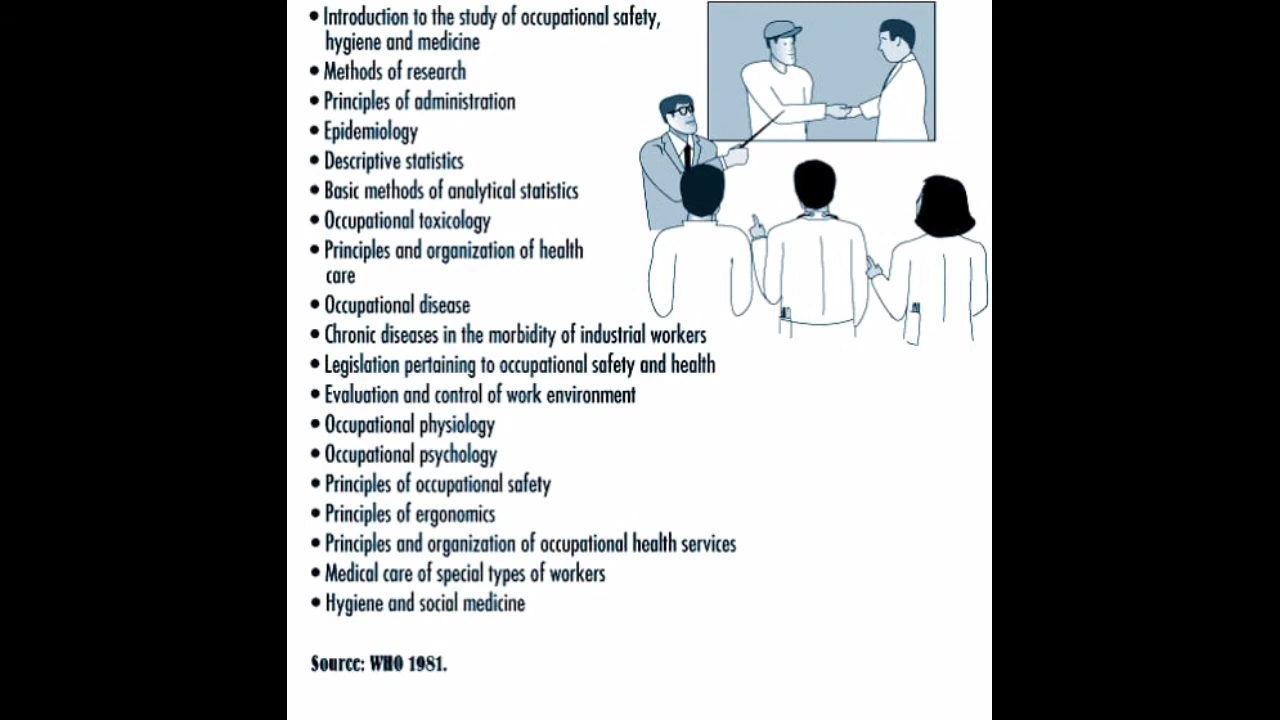 • Introduction to the study of occupational safety,
hygiene and medicine
• Methods of research
• Principles of administration
• Epidemiology
• Descriptive statistics
• Basic methods of analytical statistics
• Occupational toxicology
• Principles and organization of health
care
• Occupational disease
• Chronic diseases in the morbidity of industrial workers
• Legislation pertaining to occupational safety and health
• Evaluation and control of work environment
• Occupational physiology
• Occupational psychology
• Principles of occupational safety
• Principles of ergonomics
• Principles and organization of occupational health services
• Medical care of special types of workers
• Hygiene and social medicine
Source: WHO 1981.